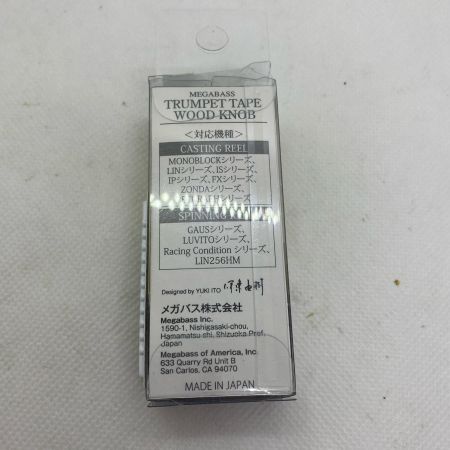 MEGABASS
TRUMPET TAPE
WOOD KNOB
＜対応機種＞
CASTING REEL
MONOBLOCKシリーズ、
LINシリーズ、ISシリーズ、
IPシリーズ、FXシリーズ、
ZONDAシリーズ、
シリーズ
SPINNING
GAUSシリーズ、
LUVITOシリーズ、
Racing Condition シリーズ、
LIN256HM
Designed by YUKI ITO
メガバス株式会社
Megabass Inc.
1590-1, Nishigasaki-chou,
Hamamatsu-shi, Shizuoka Pref.
Japan
Megabass of America, Inc
633 Quarry Rd Unit B
San Carlos, CA 94070
MADE IN JAPAN